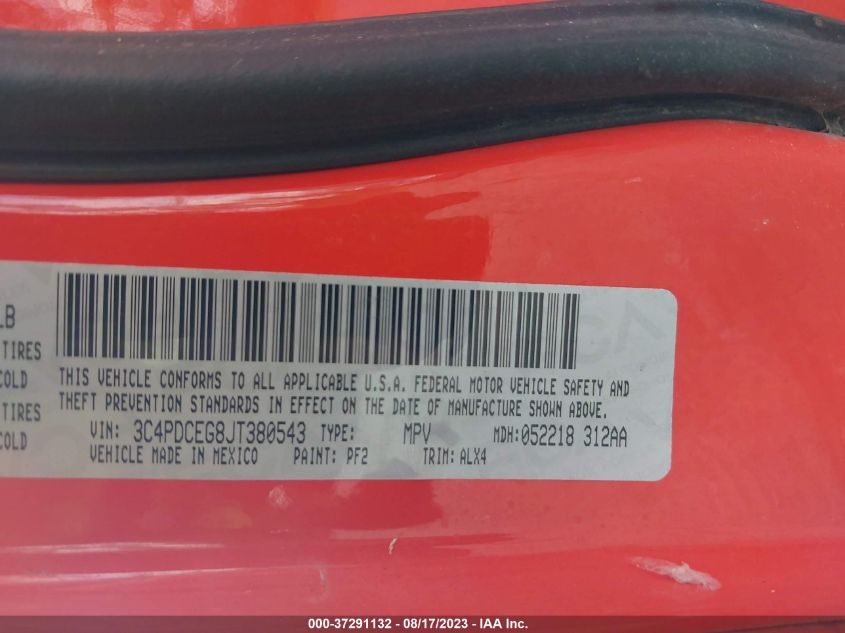 LB
TIRES
COLD
TIRES
COLD
THIS VEHICLE CONFORMS TO ALL APPLICABLE U.S.A. FEDERAL MOTOR VEHICLE SAFETY AND
THEFT PREVENTION STANDARDS IN EFFECT ON THE DATE OF MANUFACTURE SHOWN ABOVE.
VIN: 3C4PDCEG8JT380543 TYPE: MPV MDH:052218 312AA
VEHICLE MADE IN MEXICO PAINT: PF2 TRIM: ALX4
000-37291132 - 08/17/2023 - IAA Inc.